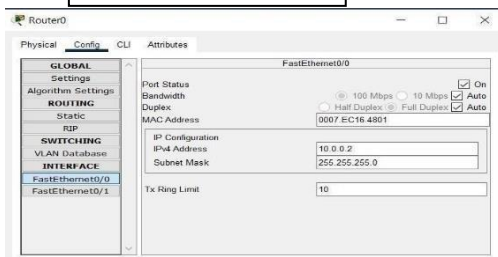 Router0
Physical Config CLI Attributes
GLOBAL
Settings
Algorithm Settings
ROUTING
Static
RIP
SWITCHING
VLAN Database
INTERFACE
FastEthernet0/0
FastEthernet0/1
FastEthernet0/0
Port Status On
Bandwidth 100 Mbps 10 Mbps Auto
Duplex Half Duplex Full Duplex Auto
MAC Address 0007.EC16.4801
IP Configuration
IPv4 Address 10.0.0.2
Subnet Mask 255.255.255.0
Tx Ring Limit 10